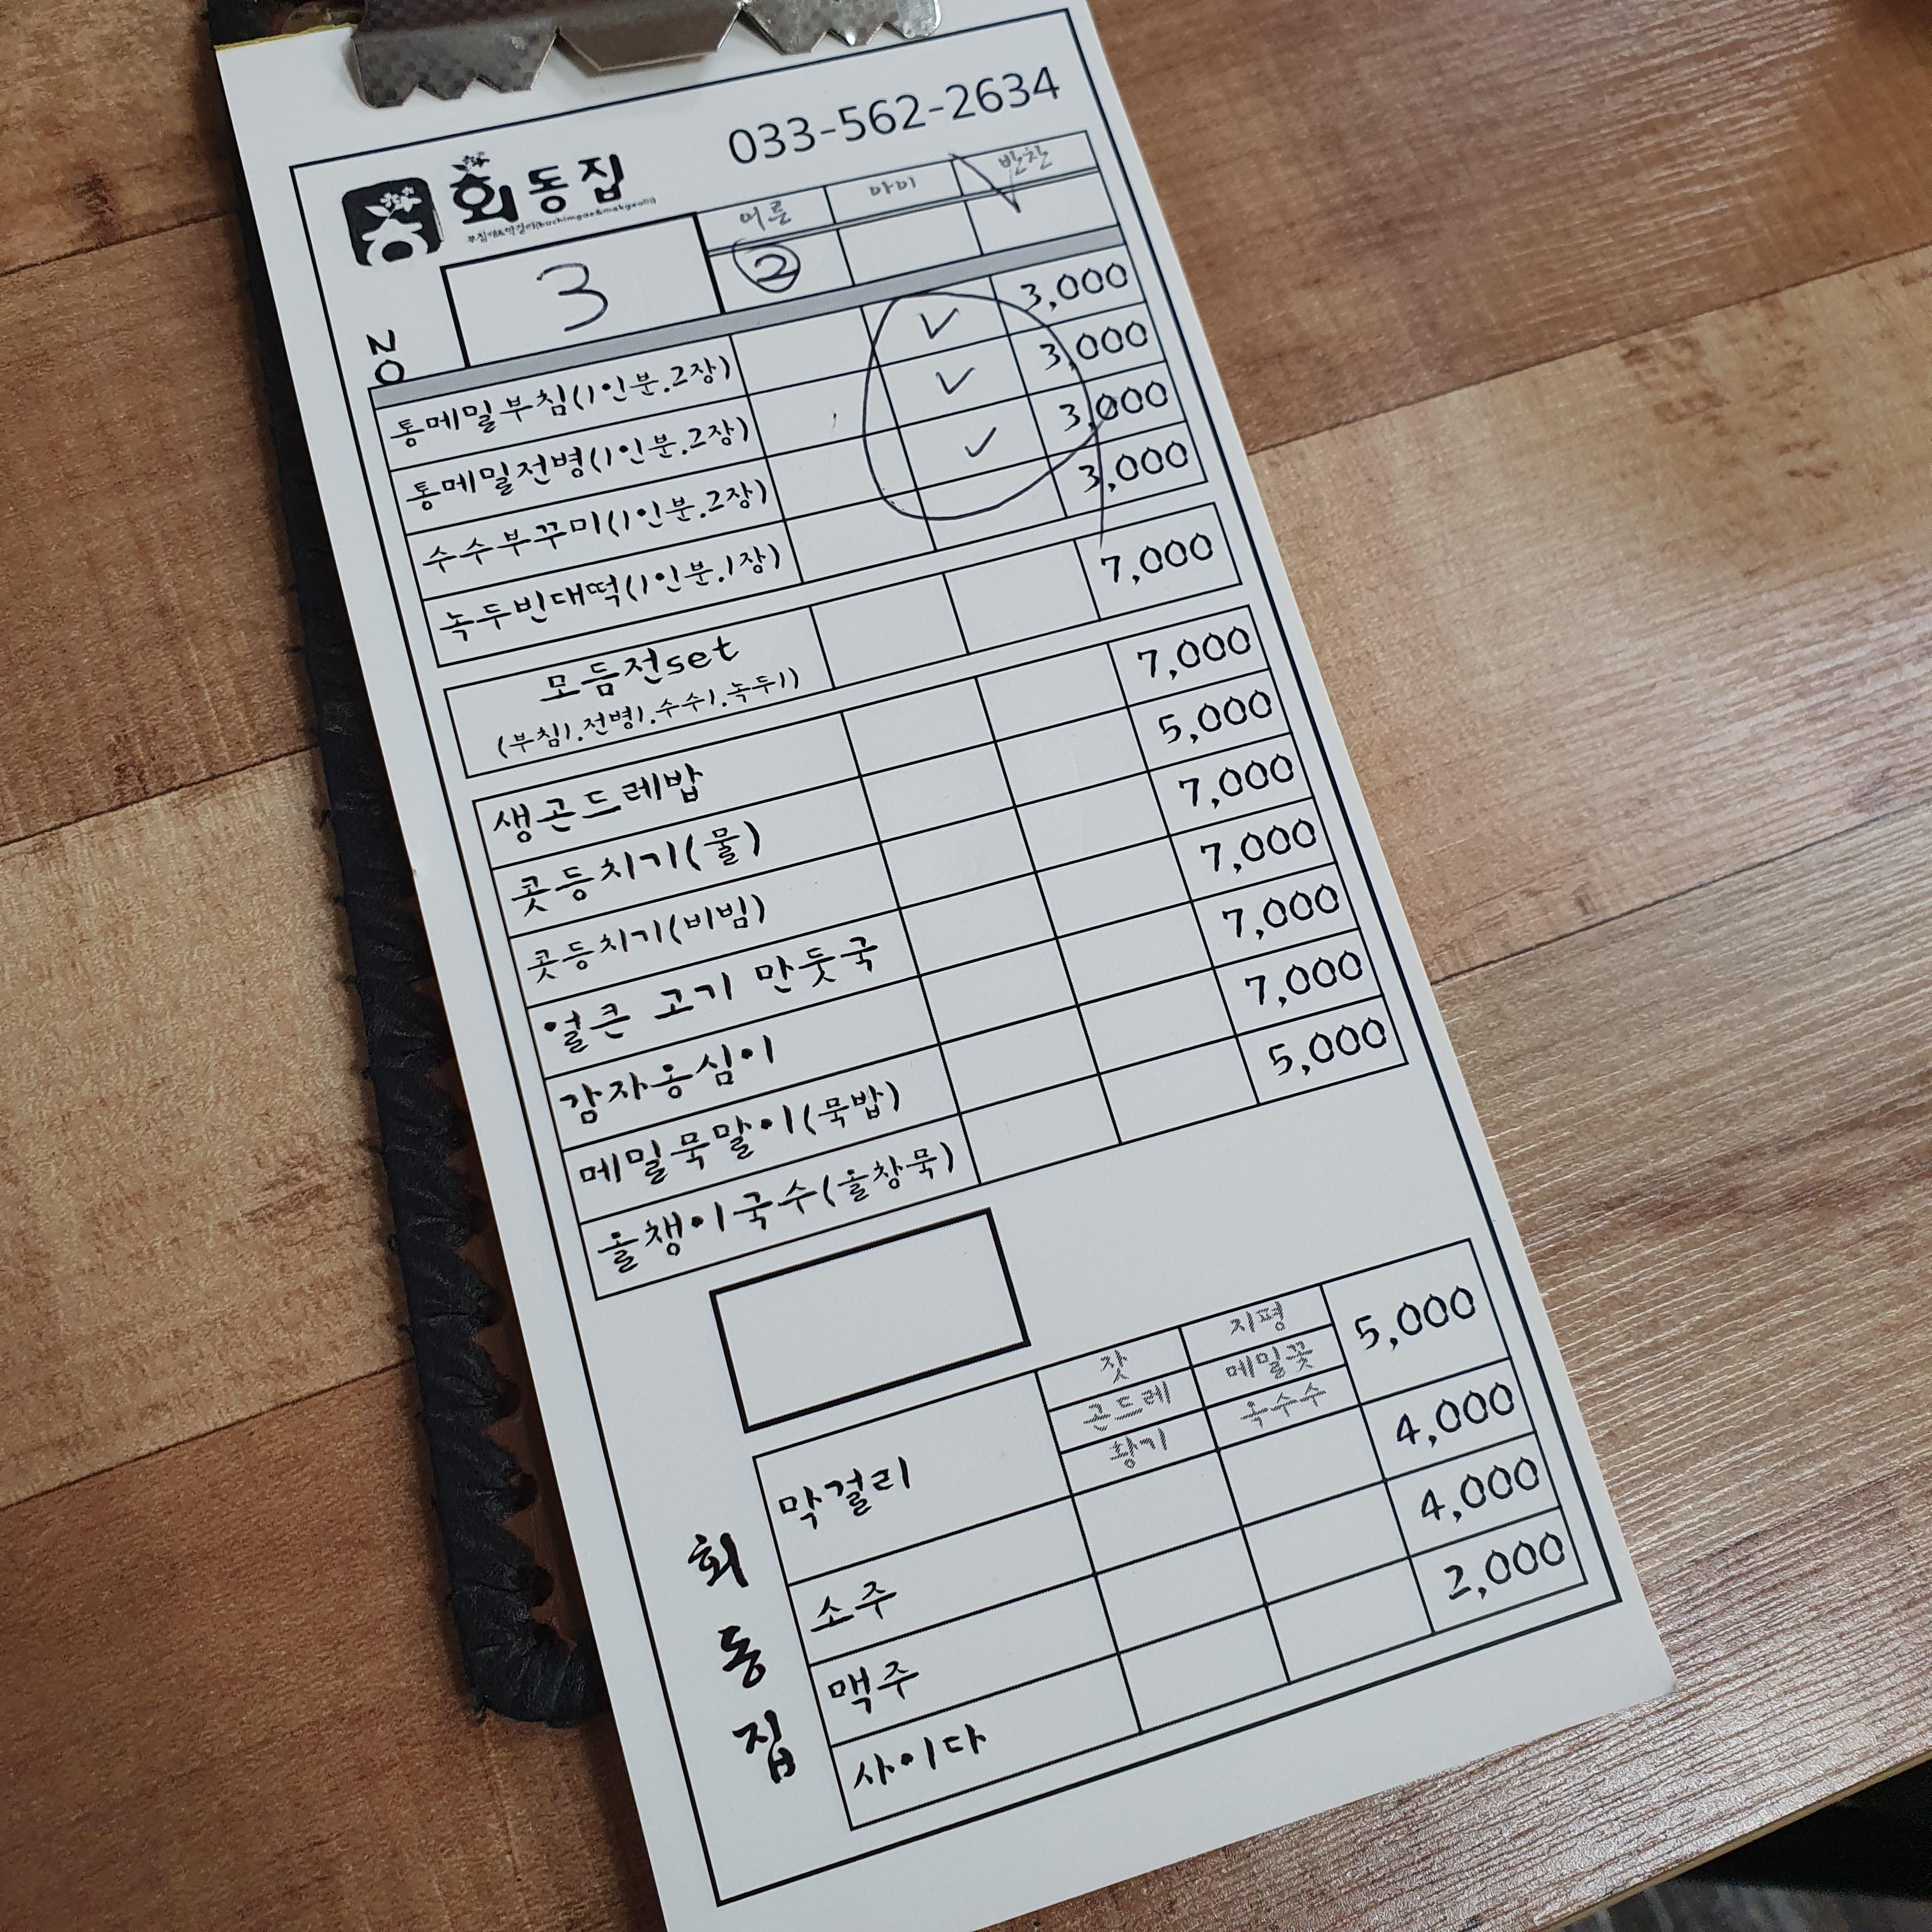 033-562-2634
회동집
어른 아이 반찬
NO 3 2
통메밀부침(1인분.2장) ✓ 3,000
통메밀전병(1인분.2장) ✓ 3,000
수수부꾸미(1인분.2장) ✓ 3,000
녹두빈대떡(1인분.1장) 3,000
모듬전set 7,000
(부침1.전병1.수수1.녹두1)
생곤드레밥 7,000
콧등치기(물) 5,000
콧등치기(비빔) 7,000
얼큰 고기 만둣국 7,000
감자옹심이 7,000
메밀묵말이(묵밥) 7,000
올챙이국수(올창묵) 5,000
막걸리 5,000
잣 지평
곤드레 메밀꽃
황기 옥수수
소주 4,000
맥주 4,000
사이다 2,000
회동집